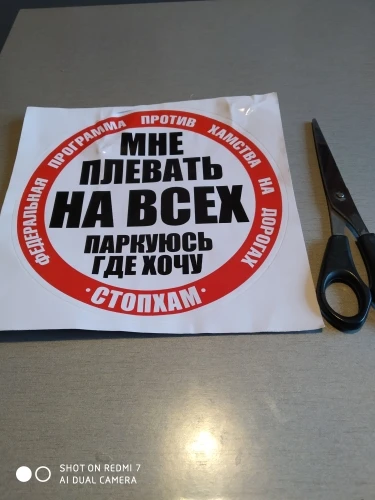 ФЕДЕРАЛЬНАЯ ПРОГРАММА ПРОТИВ ХАМСТВА НА ДОРОГАХ
МНЕ
ПЛЕВАТЬ
НА ВСЕХ
ПАРКУЮСЬ
ГДЕ ХОЧУ
·СТОПХАМ·
SHOT ON REDMI 7
AI DUAL CAMERA